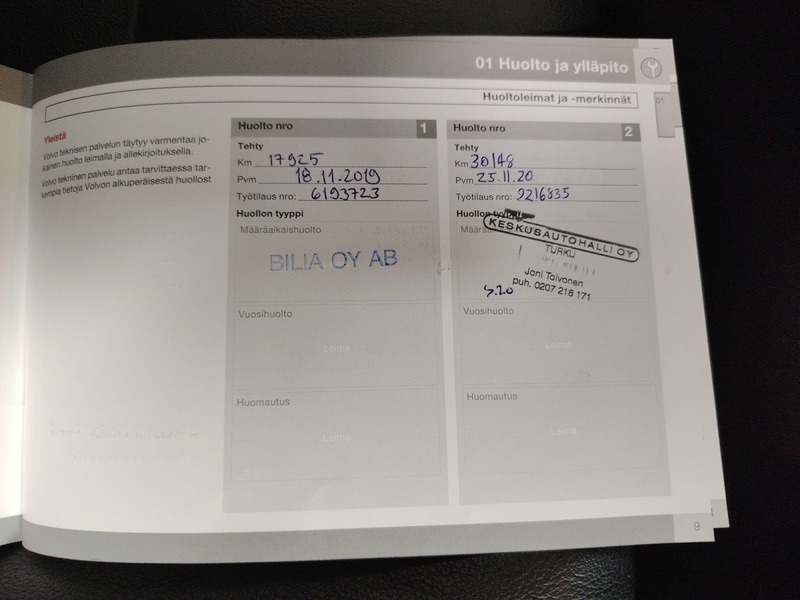 01 Huolto ja ylläpito
Huoltoleimat ja -merkinnät
01
Yleistä
Volvo teknisen palvelun täytyy varmentaa jo-
kainen huolto leimalla ja allekirjoituksella.
Volvo tekninen palvelu antaa tarvittaessa tar-
kempia tietoja Volvon alkuperäisestä huollost
Huolto nro 1
Tehty
Km 17925
Pvm 18.11.2019
Työtilaus nro: 6193723
Huollon tyyppi
Määräaikaishuolto
BILIA OY AB
Vuosihuolto
Leima
Huomautus
Leima
Huolto nro 2
Tehty
Km 30148
Pvm 25.11.20
Työtilaus nro: 9216835
Huollon tyyppi
KESKUSAUTOHALLI OY
TURKU
Joni Toivonen
puh. 0207 218 171
Vuosihuolto
Leima
Huomautus
Leima
9